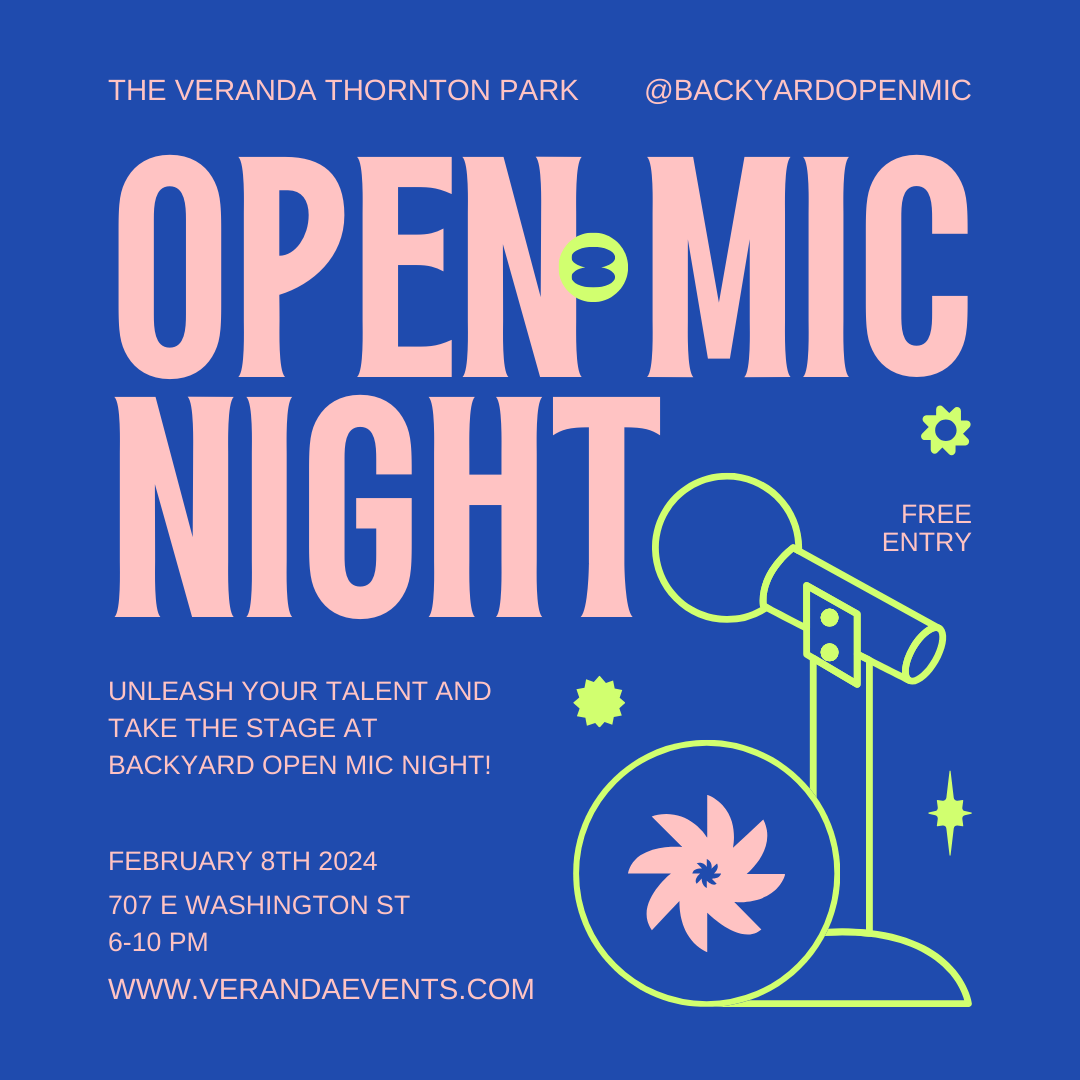 THE VERANDA THORNTON PARK
@BACKYARDOPENMIC
OPEN MIC
NIGHT
FREE
ENTRY
UNLEASH YOUR TALENT AND
TAKE THE STAGE AT
BACKYARD OPEN MIC NIGHT!
FEBRUARY 8TH 2024
707 E WASHINGTON ST
6-10 PM
WWW.VERANDAEVENTS.COM